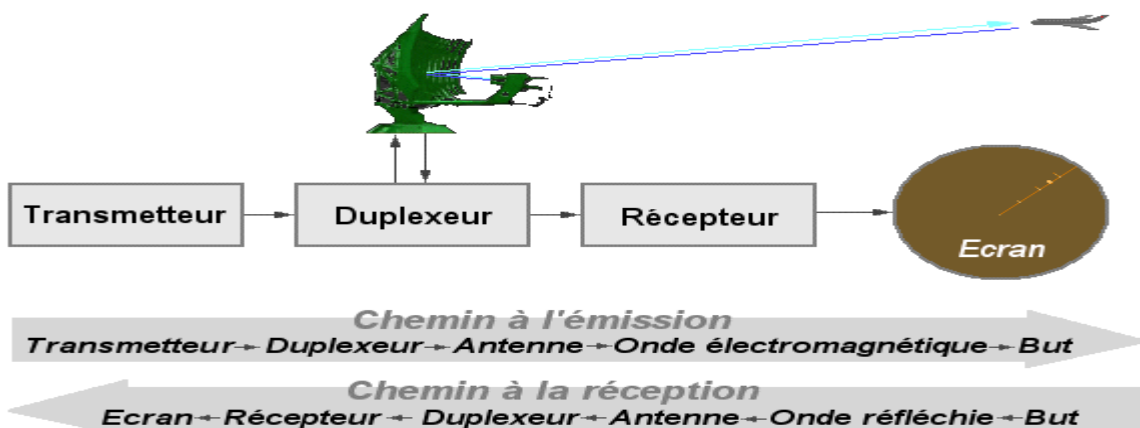 Transmetteur
Duplexeur
Récepteur
Ecran
Chemin à l'émission
Transmetteur→Duplexeur→Antenne→Onde électromagnétique→But
Chemin à la réception
Ecran←Récepteur←Duplexeur←Antenne←Onde réfléchie←But